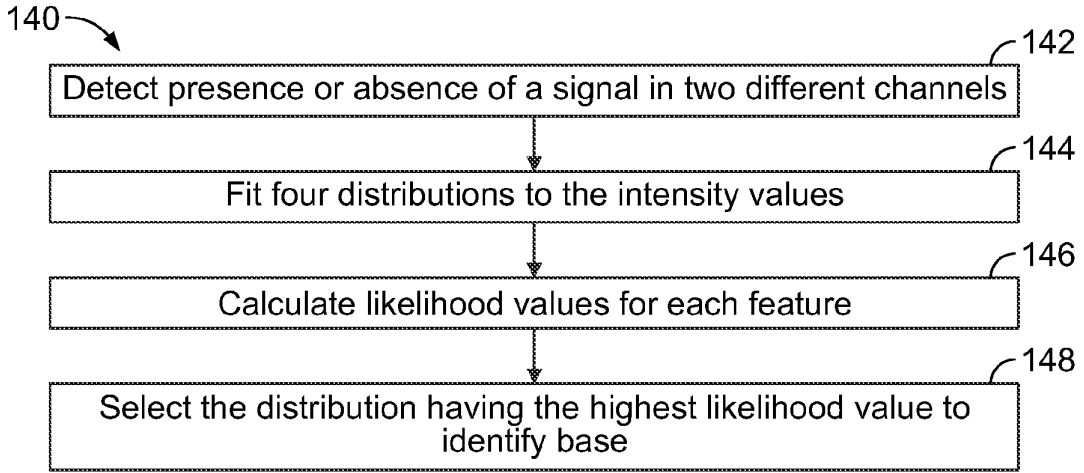 140
142
Detect presence or absence of a signal in two different channels
144
Fit four distributions to the intensity values
146
Calculate likelihood values for each feature
148
Select the distribution having the highest likelihood value to
identify base